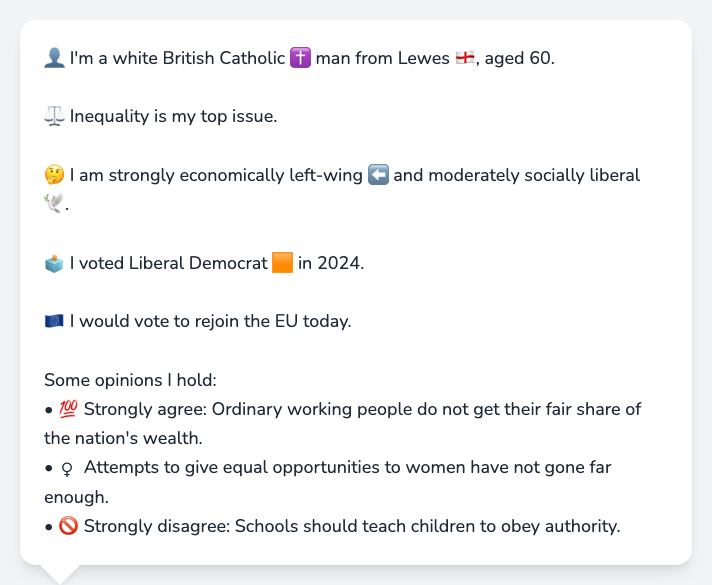 👤 I'm a white British Catholic ✝️ man from Lewes 🏴󠁧󠁢󠁥󠁮󠁧󠁿, aged 60.
⚖️ Inequality is my top issue.
🤔 I am strongly economically left-wing ⬅️ and moderately socially liberal
🕊️.
🗳️ I voted Liberal Democrat 🟧 in 2024.
🇪🇺 I would vote to rejoin the EU today.
Some opinions I hold:
• 💯 Strongly agree: Ordinary working people do not get their fair share of
the nation's wealth.
• ♀ Attempts to give equal opportunities to women have not gone far
enough.
• 🚫 Strongly disagree: Schools should teach children to obey authority.